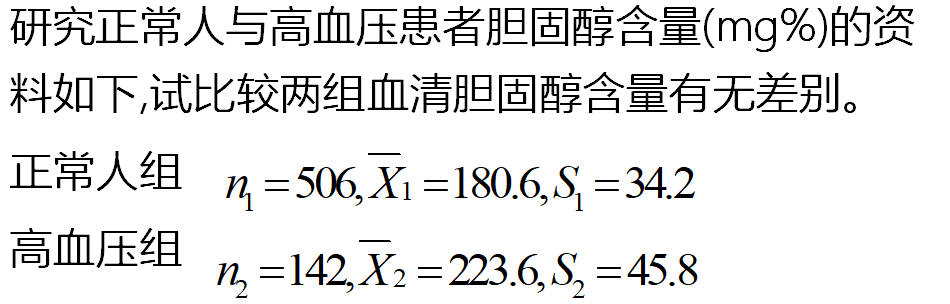 研究正常人与高血压患者胆固醇含量(mg%)的资
料如下,试比较两组血清胆固醇含量有无差别。
正常人组 n₁ = 506, X̅₁ = 180.6, S₁ = 34.2
高血压组 n₂ = 142, X̅₂ = 223.6, S₂ = 45.8